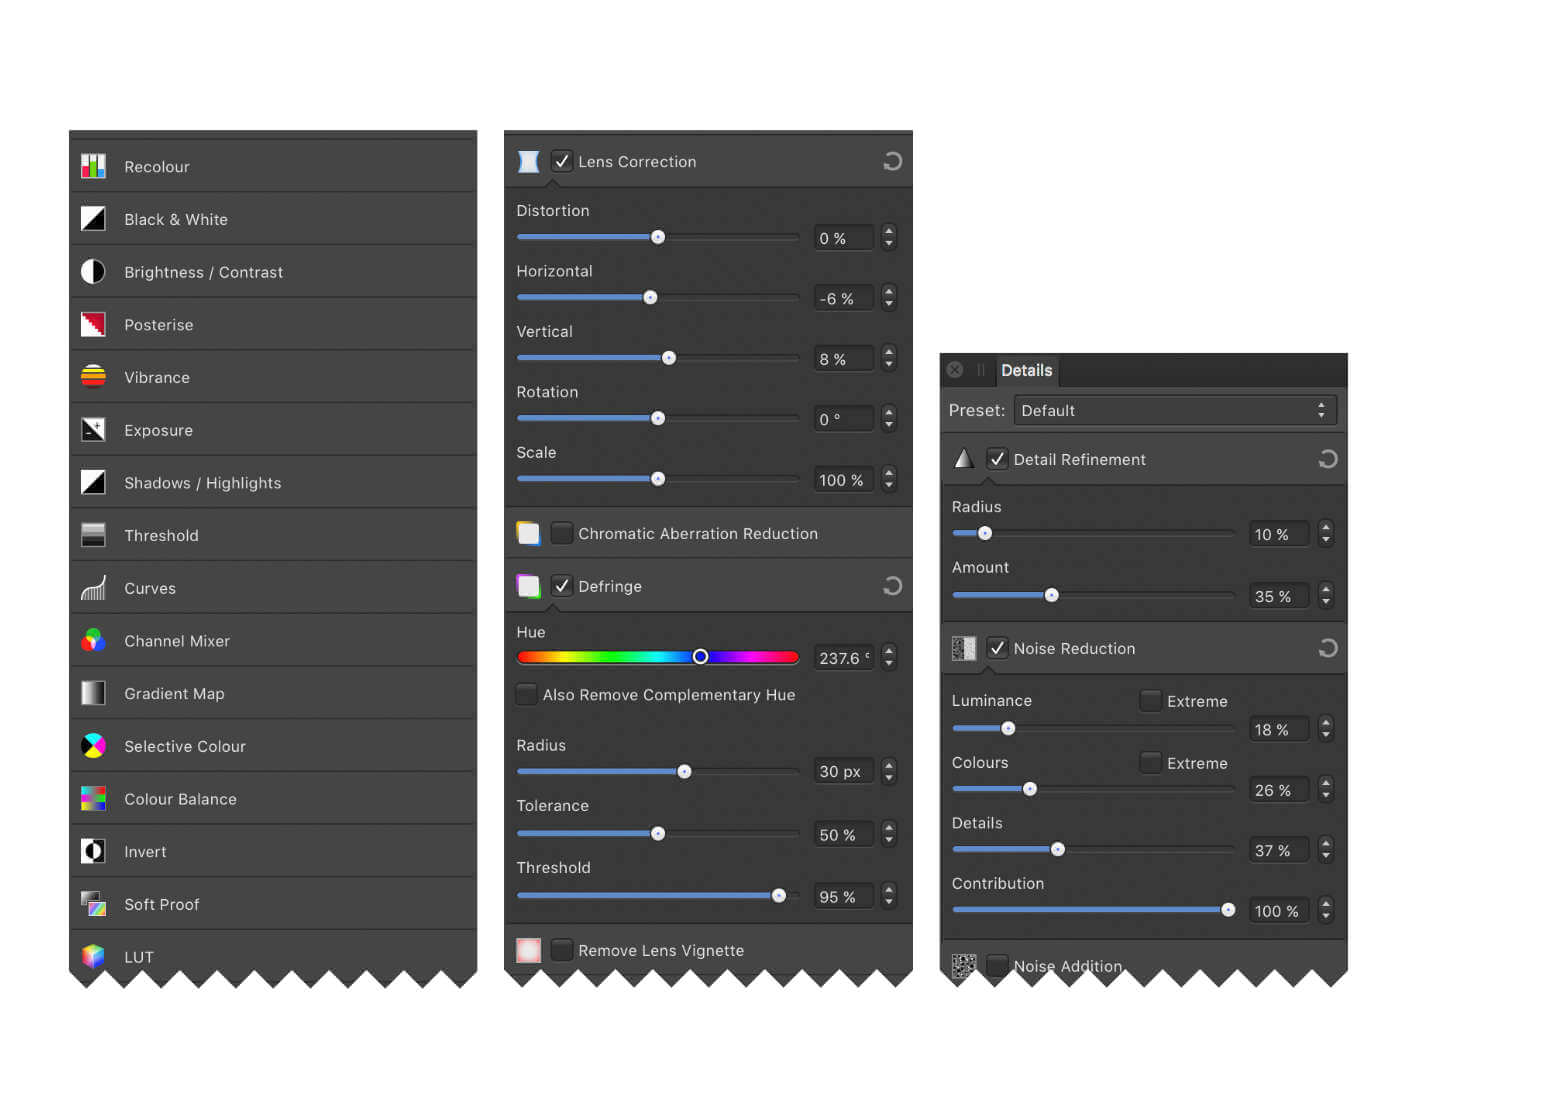 Recolour
Black & White
Brightness / Contrast
Posterise
Vibrance
Exposure
Shadows / Highlights
Threshold
Curves
Channel Mixer
Gradient Map
Selective Colour
Colour Balance
Invert
Soft Proof
LUT
Lens Correction
Distortion
0 %
Horizontal
-6 %
Vertical
8 %
Rotation
0 °
Scale
100 %
Chromatic Aberration Reduction
Defringe
Hue
237.6 °
Also Remove Complementary Hue
Radius
30 px
Tolerance
50 %
Threshold
95 %
Remove Lens Vignette
Details
Preset: Default
Detail Refinement
Radius
10 %
Amount
35 %
Noise Reduction
Luminance Extreme
18 %
Colours Extreme
26 %
Details
37 %
Contribution
100 %
Noise Addition